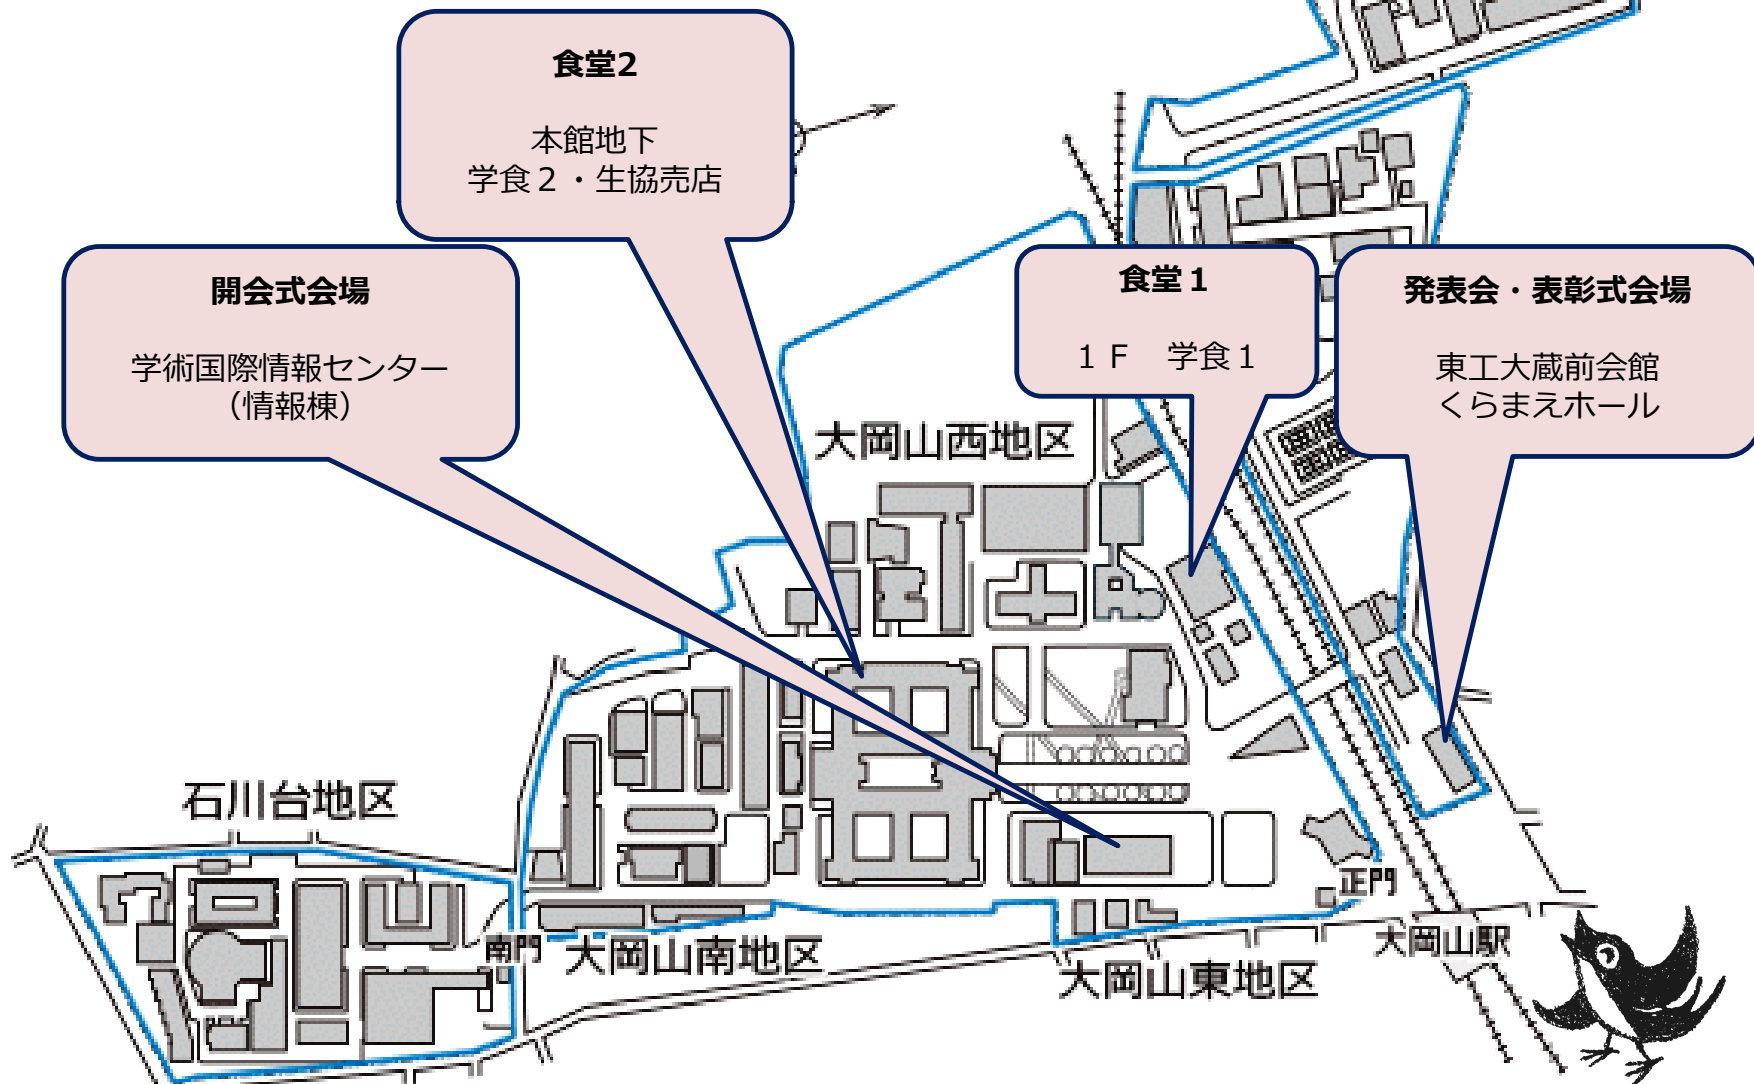 食堂2
本館地下
学食２・生協売店
開会式会場
学術国際情報センター
（情報棟）
食堂１
１Ｆ　学食１
発表会・表彰式会場
東工大蔵前会館
くらまえホール
大岡山西地区
石川台地区
正門
南門
大岡山南地区
大岡山駅
大岡山東地区